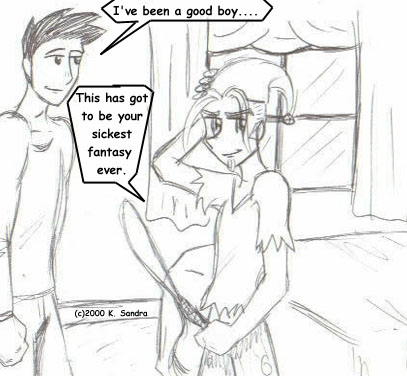 I've been a good boy....
This has got
to be your
sickest
fantasy
ever.
(c)2000 K. Sandra